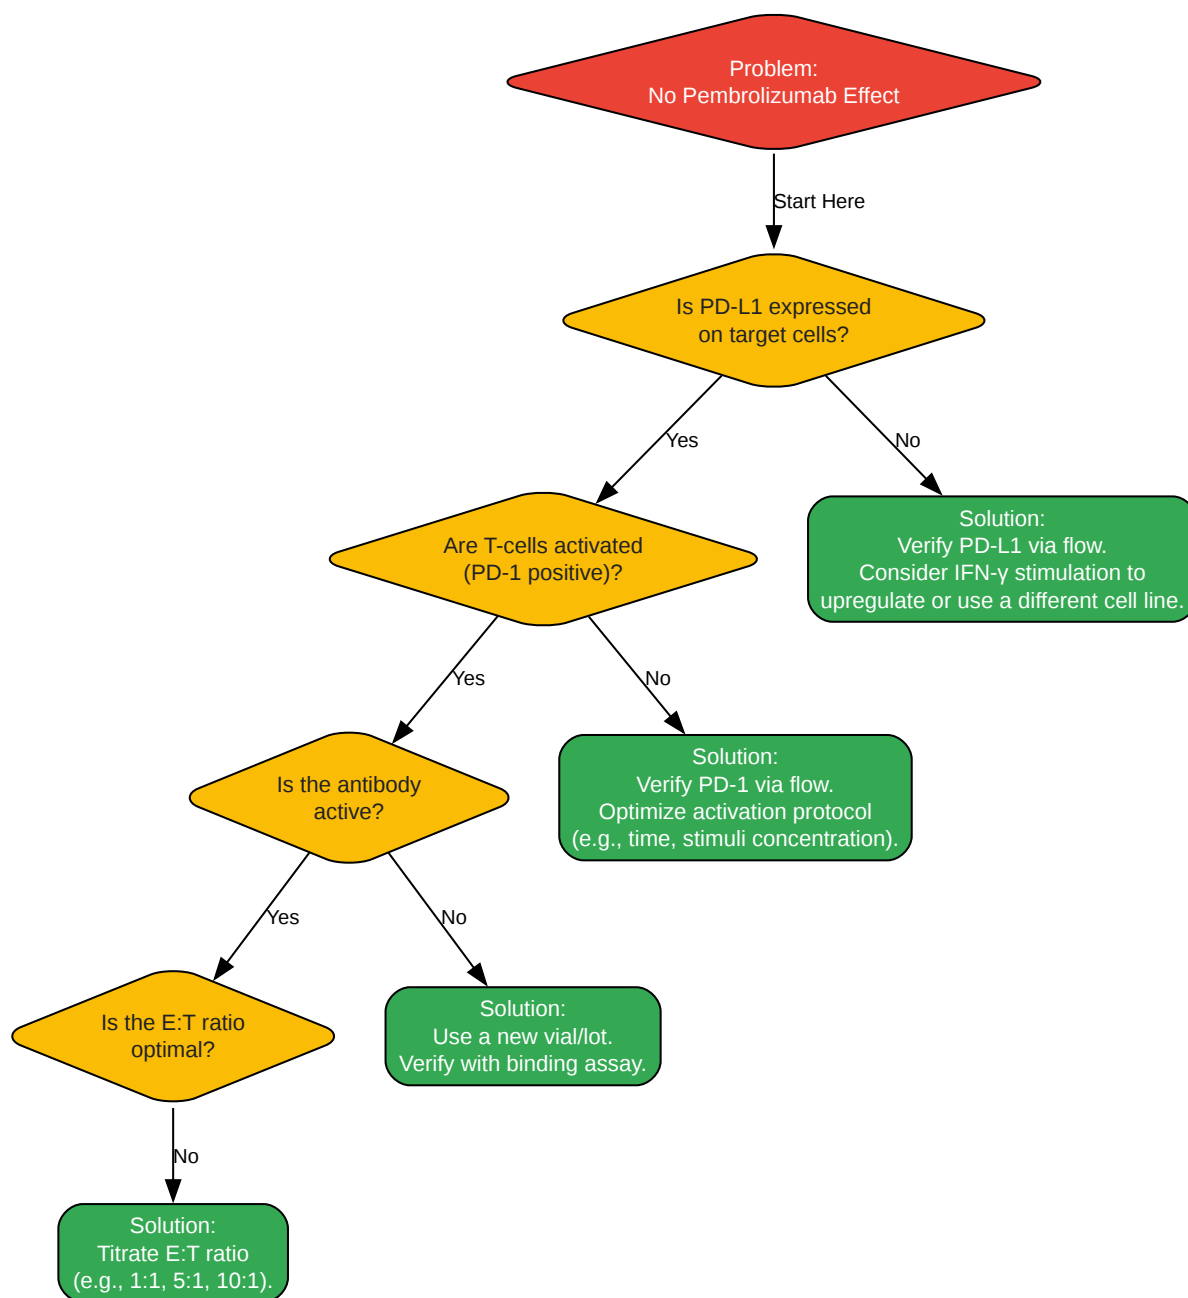 Problem:
No Pembrolizumab Effect
Start Here
Is PD-L1 expressed
on target cells?
Yes
No
Are T-cells activated
(PD-1 positive)?
Solution:
Verify PD-L1 via flow.
Consider IFN-γ stimulation to
upregulate or use a different cell line.
Yes
No
Is the antibody
active?
Solution:
Verify PD-1 via flow.
Optimize activation protocol
(e.g., time, stimuli concentration).
Yes
No
Is the E:T ratio
optimal?
Solution:
Use a new vial/lot.
Verify with binding assay.
No
Solution:
Titrate E:T ratio
(e.g., 1:1, 5:1, 10:1).